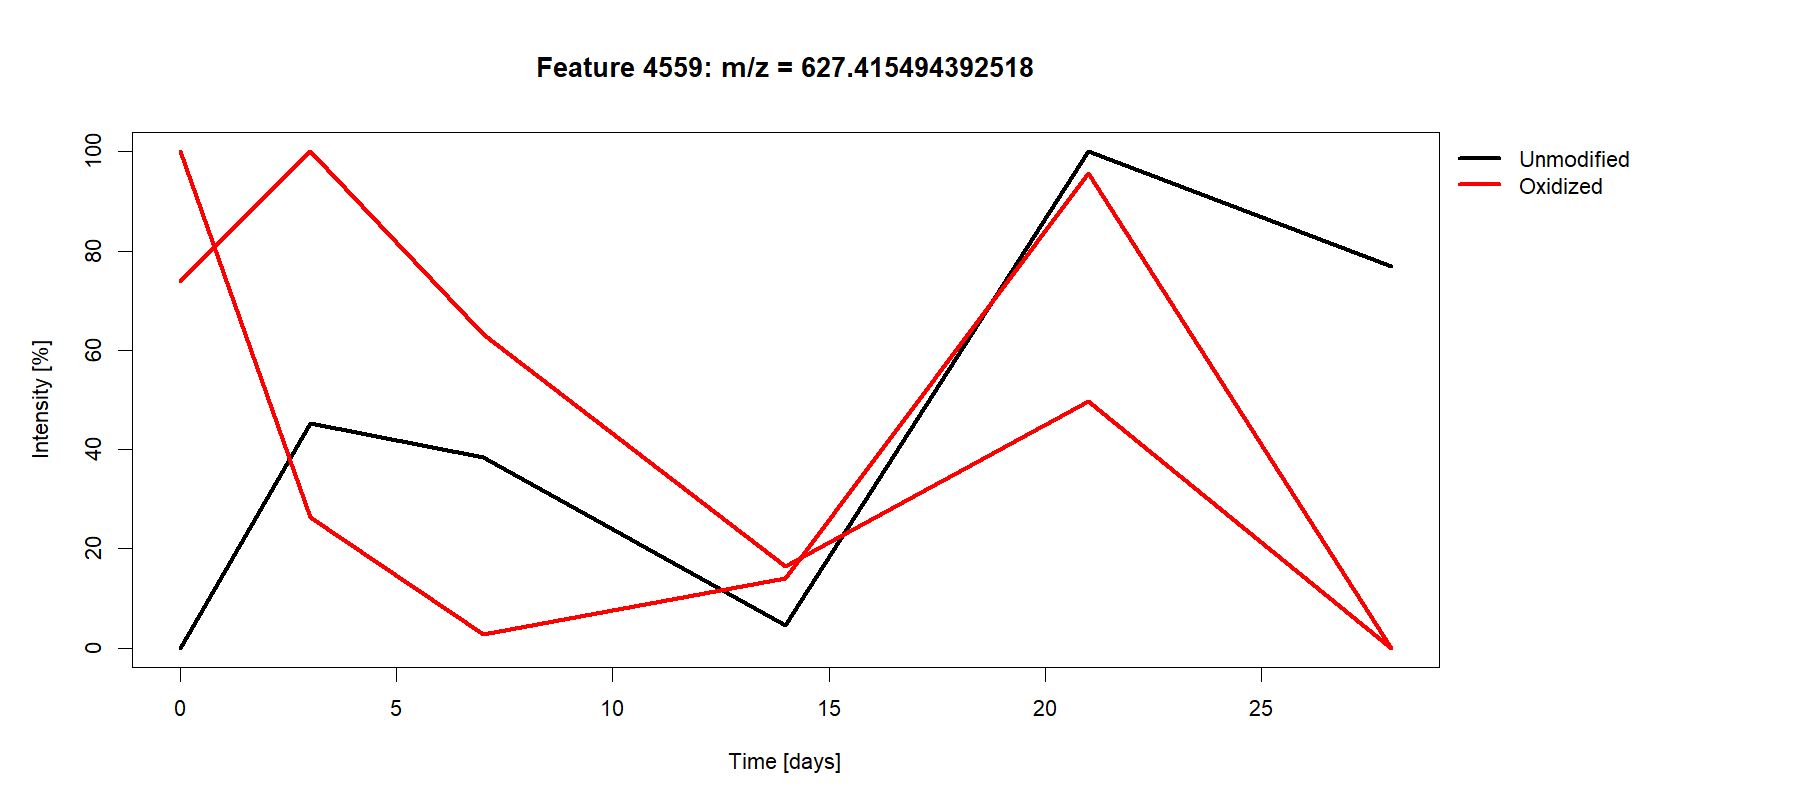 Feature 4559: m/z = 627.415494392518
Unmodified
Oxidized
Intensity [%]
100
80
60
40
20
0
0 5 10 15 20 25
Time [days]